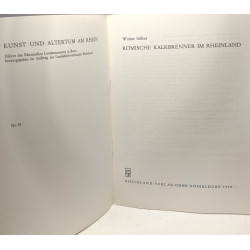 KUNST UND ALTERTUM AM RHEIN
Führer des Rheinischen Landesmuseums in Bonn
herausgegeben im Auftrag des Landschaftsverbandes Rheinland
Nr.
Walter Sölter
RÖMISCHE KALKBRENNER IM RHEINLAND
RHEINLAND-VERLAG GMBH DÜSSELDORF 1970